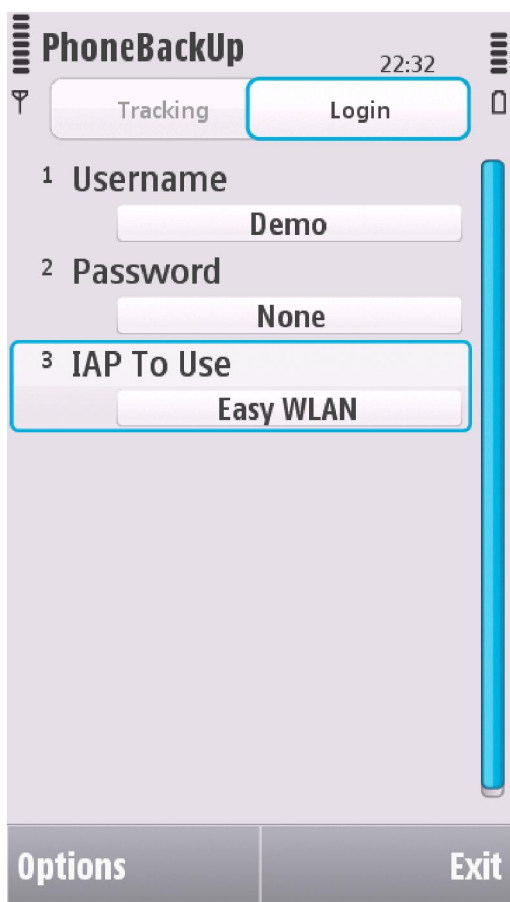 PhoneBackUp
22:32
Tracking Login
1 Username
Demo
2 Password
None
3 IAP To Use
Easy WLAN
Options Exit